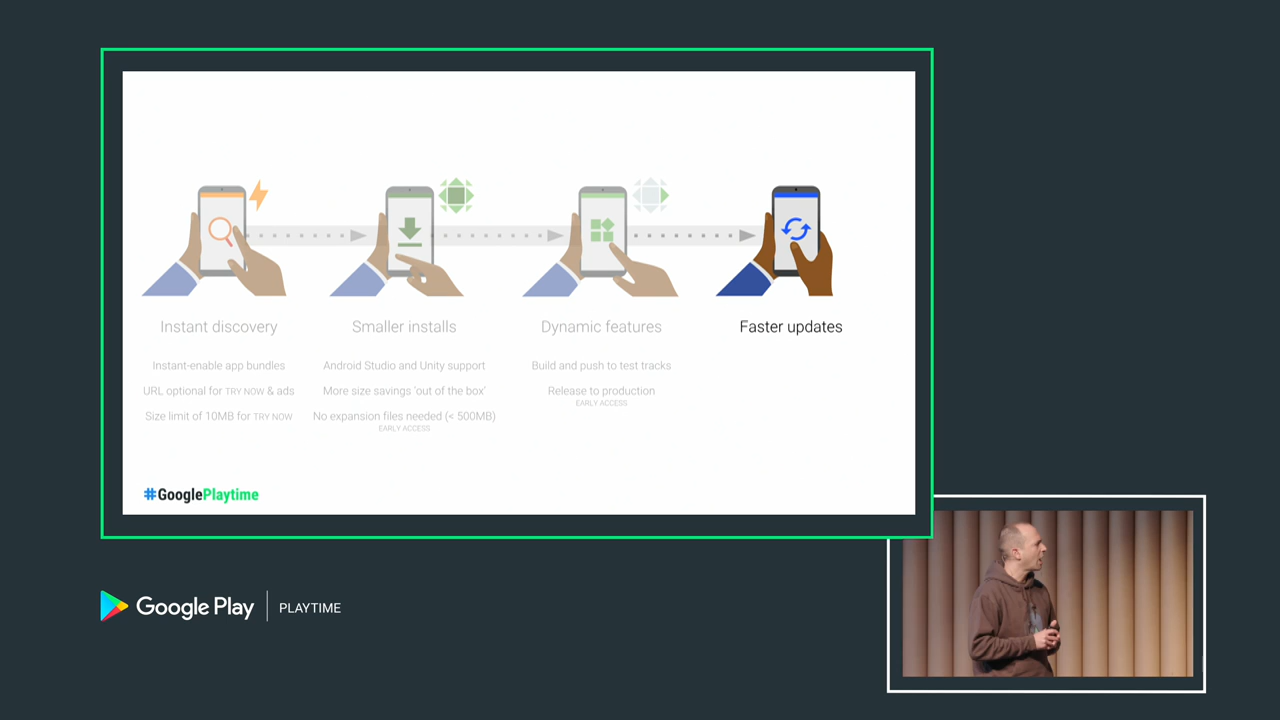 Instant discovery
Instant-enable app bundles
URL optional for TRY NOW & ads
Size limit of 10MB for TRY NOW
Smaller installs
Android Studio and Unity support
More size savings 'out of the box'
No expansion files needed (< 500MB)
EARLY ACCESS
Dynamic features
Build and push to test tracks
Release to production
EARLY ACCESS
Faster updates
#GooglePlaytime
Google Play | PLAYTIME